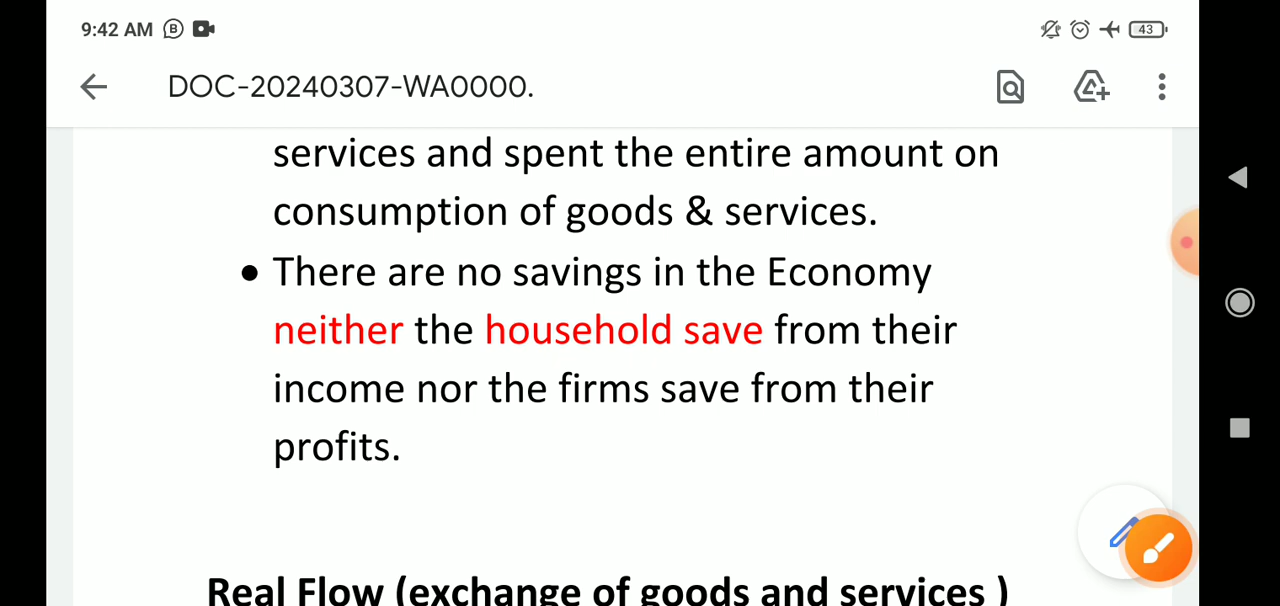 9:42 AM B
43
DOC-20240307-WA0000.
services and spent the entire amount on
consumption of goods & services.
• There are no savings in the Economy
neither the household save from their
income nor the firms save from their
profits.
Real Flow (exchange of goods and services )